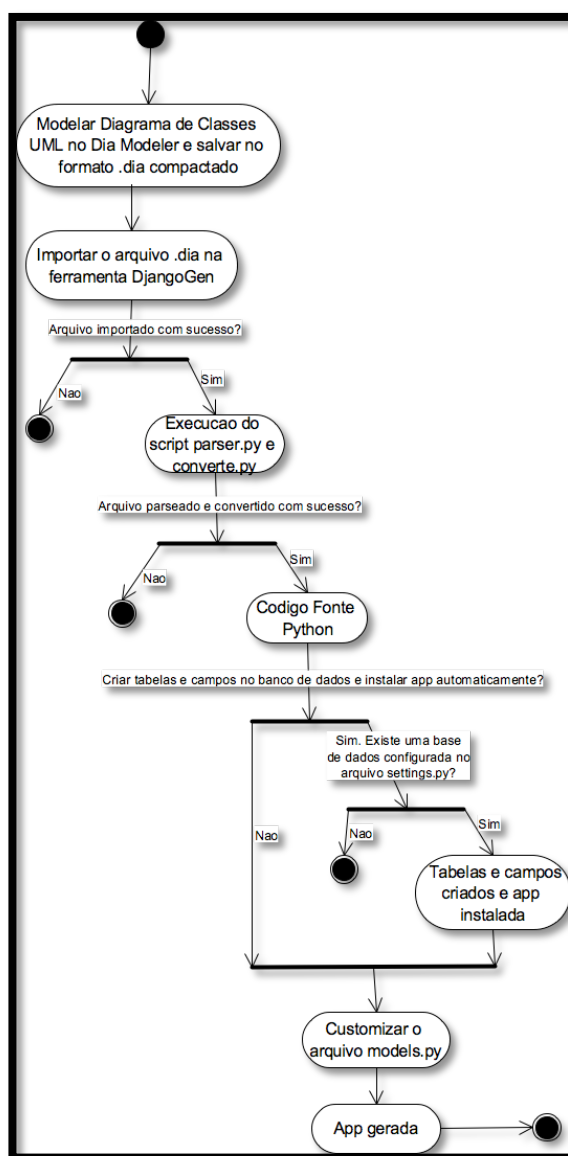 Modelar Diagrama de Classes
UML no Dia Modeler e salvar no
formato .dia compactado
Importar o arquivo .dia na
ferramenta DjangoGen
Arquivo importado com sucesso?
Nao
Sim
Execucao do
script parser.py e
converte.py
Arquivo parseado e convertido com sucesso?
Nao
Sim
Codigo Fonte
Python
Criar tabelas e campos no banco de dados e instalar app automaticamente?
Sim. Existe uma base
de dados configurada no
arquivo settings.py?
Nao
Nao
Sim
Tabelas e campos
criados e app
instalada
Customizar o
arquivo models.py
App gerada